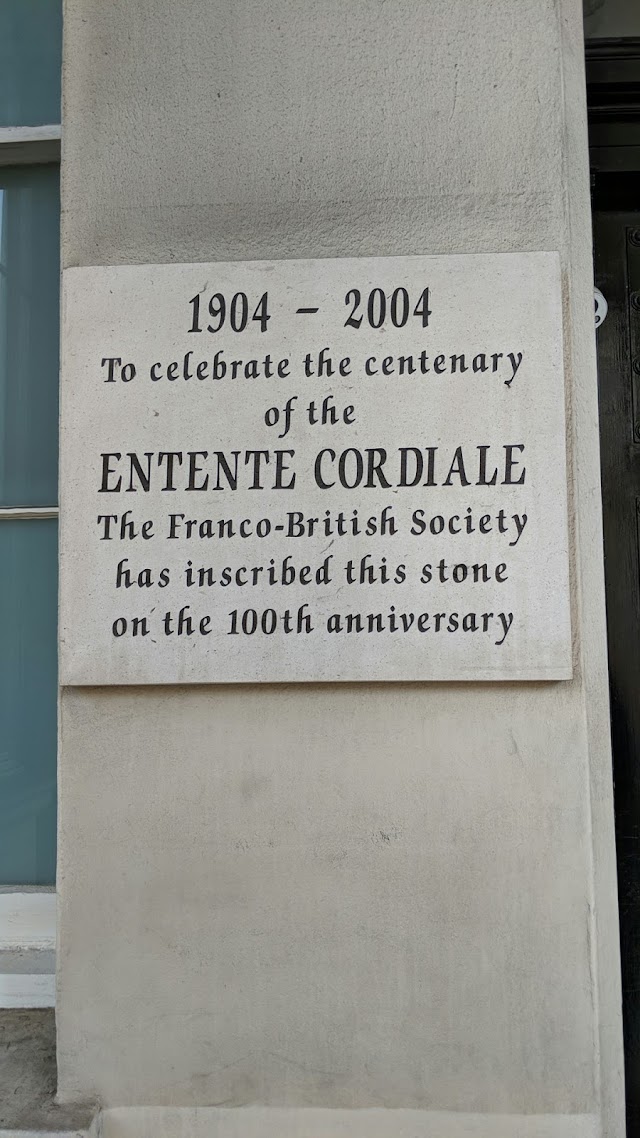 1904 – 2004
To celebrate the centenary
of the
ENTENTE CORDIALE
The Franco-British Society
has inscribed this stone
on the 100th anniversary